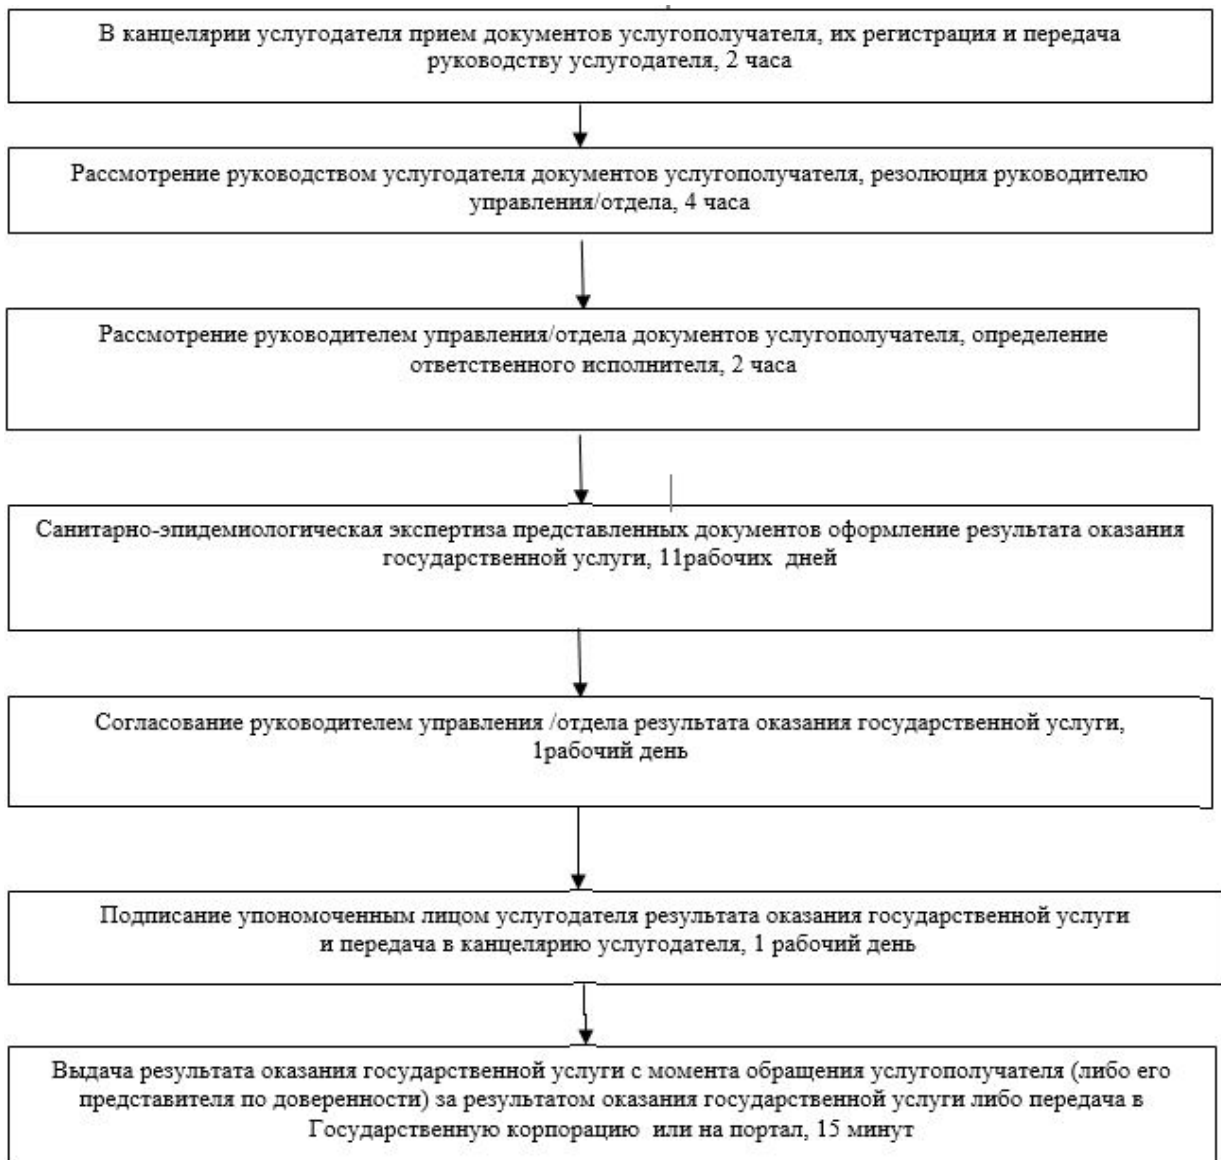 В канцелярии услугодателя прием документов услугополучателя, их регистрация и передача
руководству услугодателя, 2 часа
Рассмотрение руководством услугодателя документов услугополучателя, резолюция руководителю
управления/отдела, 4 часа
Рассмотрение руководителем управления/отдела документов услугополучателя, определение
ответственного исполнителя, 2 часа
Санитарно-эпидемиологическая экспертиза представленных документов оформление результата оказания
государственной услуги, 11рабочих дней
Согласование руководителем управления /отдела результата оказания государственной услуги,
1рабочий день
Подписание упономоченным лицом услугодателя результата оказания государственной услуги
и передача в канцелярию услугодателя, 1 рабочий день
Выдача результата оказания государственной услуги с момента обращения услугополучателя (либо его
представителя по доверенности) за результатом оказания государственной услуги либо передача в
Государственную корпорацию или на портал, 15 минут